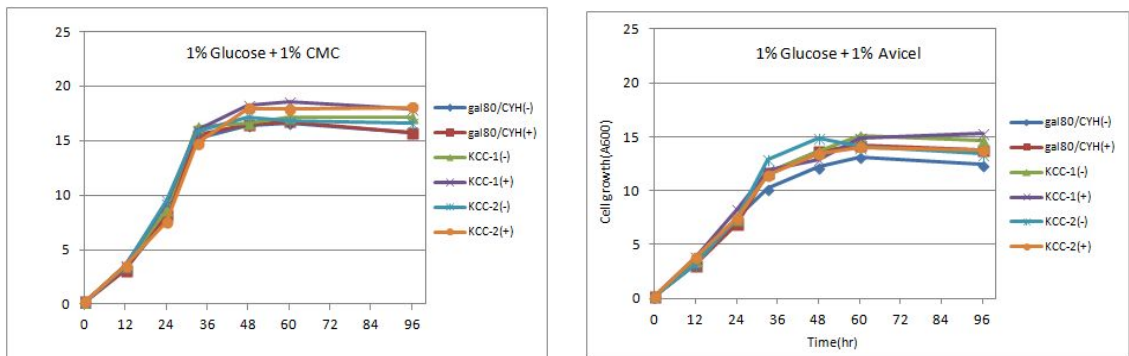 1% Glucose + 1% CMC
25
20
15
10
5
0
0 12 24 36 48 60 72 84 96
gal80/CYH(-)
gal80/CYH(+)
KCC-1(-)
KCC-1(+)
KCC-2(-)
KCC-2(+)
1% Glucose + 1% Avicel
Cell growth(A600)
25
20
15
10
5
0
0 12 24 36 48 60 72 84 96
Time(hr)
gal80/CYH(-)
gal80/CYH(+)
KCC-1(-)
KCC-1(+)
KCC-2(-)
KCC-2(+)